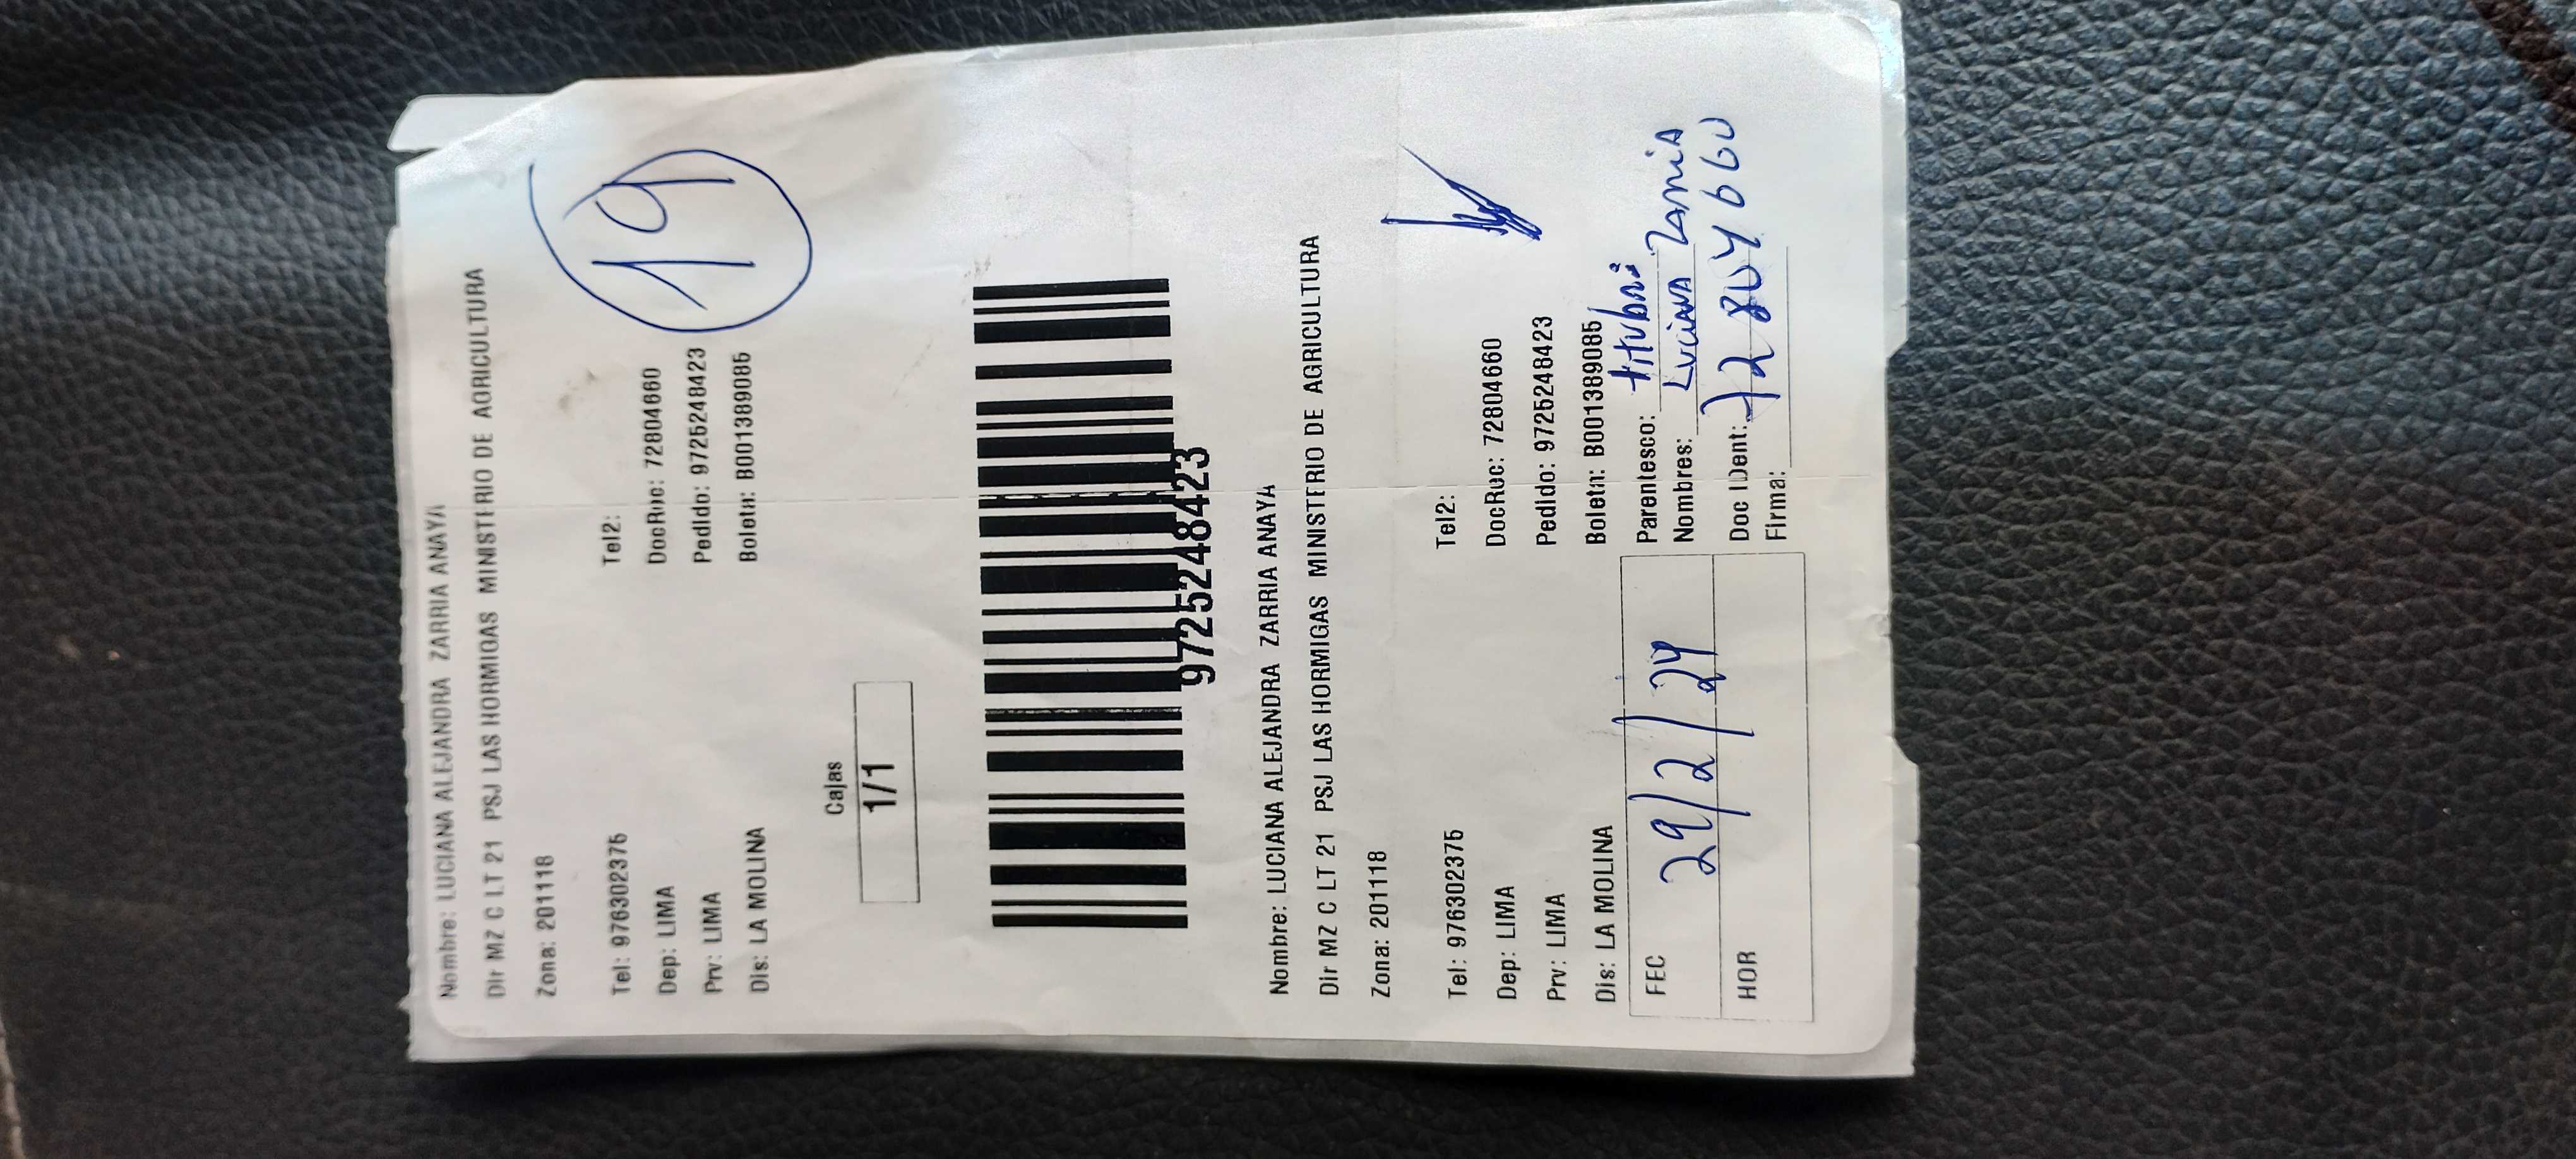 Nombre: LUCIANA ALEJANDRA ZARRIA ANAYA
Dir MZ C LT 21 PSJ LAS HORMIGAS MINISTERIO DE AGRICULTURA
Zona: 201118
19
Tel: 976302375 Tel2:
Dep: LIMA DocRuc: 72804660
Prv: LIMA Pedido: 9725248423
Dis: LA MOLINA Boleta: B001389085
Cajas
1/1
9725248423
Nombre: LUCIANA ALEJANDRA ZARRIA ANAYA
Dir MZ C LT 21 PSJ LAS HORMIGAS MINISTERIO DE AGRICULTURA
Zona: 201118
Tel: 976302375 Tel2:
Dep: LIMA DocRuc: 72804660
Prv: LIMA Pedido: 9725248423
Dis: LA MOLINA Boleta: B001389085
FEC 29/2/24 Parentesco:
Nombres: Luciana Zarria
HOR Doc IDent: 72804660
Firma: